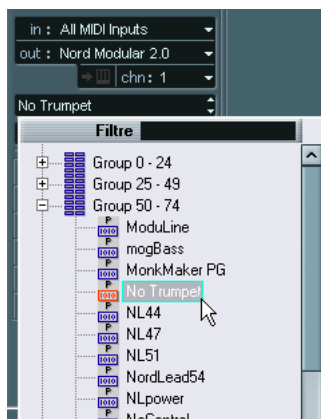 in : All MIDI Inputs
out : Nord Modular 2.0
chn : 1
No Trumpet
Filtre
Group 0 - 24
Group 25 - 49
Group 50 - 74
P ModuLine
P mogBass
P MonkMaker PG
P No Trumpet
P NL44
P NL47
P NL51
P NordLead54
P NLpower
P NoControl